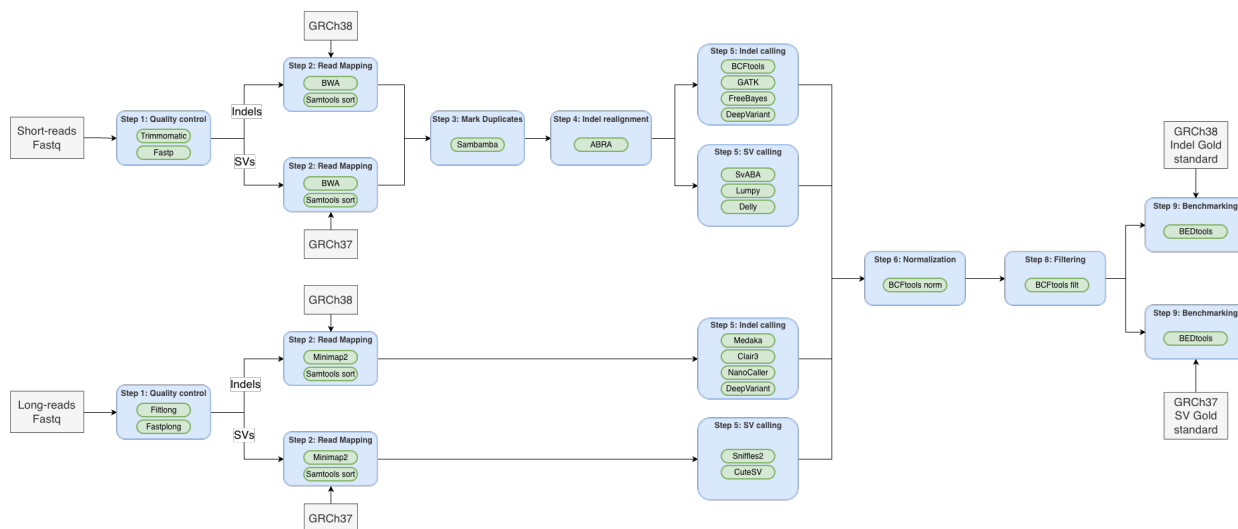 GRCh38
Step 2: Read Mapping
BWA
Samtools sort
Short-reads
Fastq
Step 1: Quality control
Trimmomatic
Fastp
Indels
SVs
Step 2: Read Mapping
BWA
Samtools sort
GRCh37
Step 3: Mark Duplicates
Sambamba
Step 4: Indel realignment
ABRA
Step 5: Indel calling
BCFtools
GATK
FreeBayes
DeepVariant
Step 5: SV calling
SvABA
Lumpy
Delly
GRCh38
Step 2: Read Mapping
Minimap2
Samtools sort
Long-reads
Fastq
Step 1: Quality control
Filtlong
Fastplong
Indels
SVs
Step 2: Read Mapping
Minimap2
Samtools sort
GRCh37
Step 5: Indel calling
Medaka
Clair3
NanoCaller
DeepVariant
Step 5: SV calling
Sniffles2
CuteSV
Step 6: Normalization
BCFtools norm
Step 8: Filtering
BCFtools filt
GRCh38
Indel Gold
standard
Step 9: Benchmarking
BEDtools
Step 9: Benchmarking
BEDtools
GRCh37
SV Gold
standard